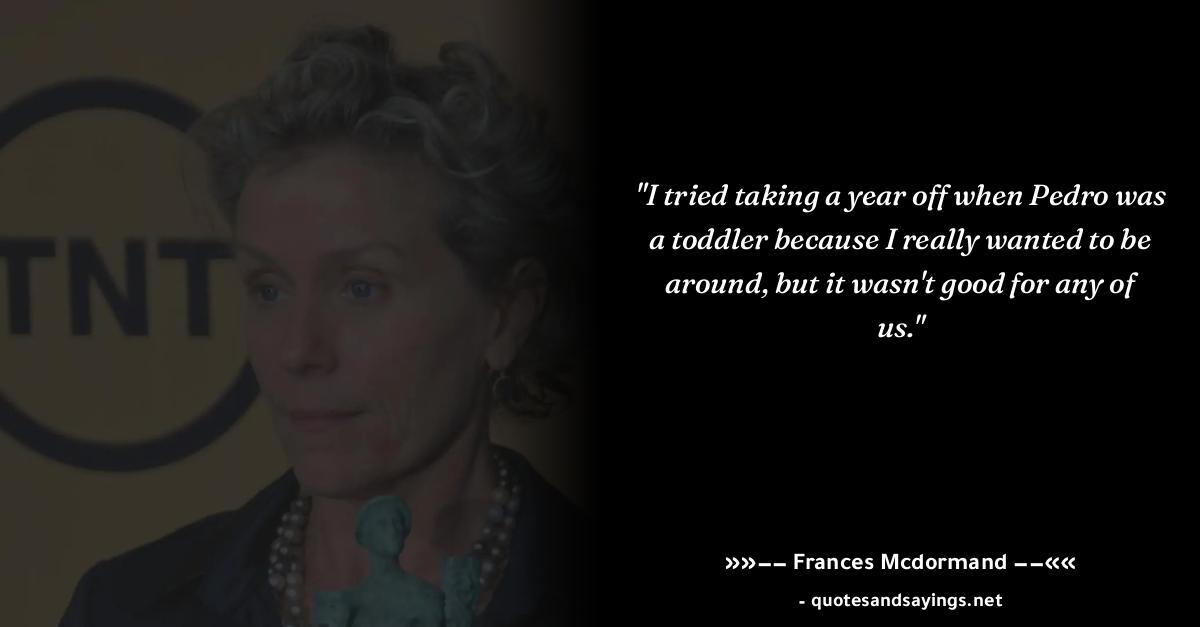 TNT
"I tried taking a year off when Pedro was
a toddler because I really wanted to be
around, but it wasn't good for any of
us."
»»−− Frances Mcdormand −−««
- quotesandsayings.net